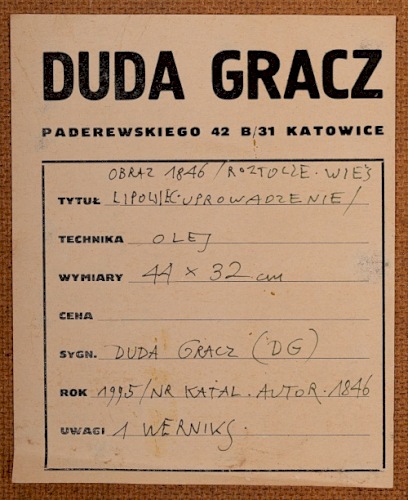 DUDA GRACZ
PADEREWSKIEGO 42 B/31 KATOWICE
OBRAZ 1846/ROZTOCZE. WIEŚ
TYTUŁ LIPOWIEC-UPROWADZENIE/
TECHNIKA OLEJ
WYMIARY 44 x 32 cm
CENA
SYGN. DUDA GRACZ (DG)
ROK 1995/NR KATAL. AUTOR. 1846
UWAGI 1 WERNIKS.